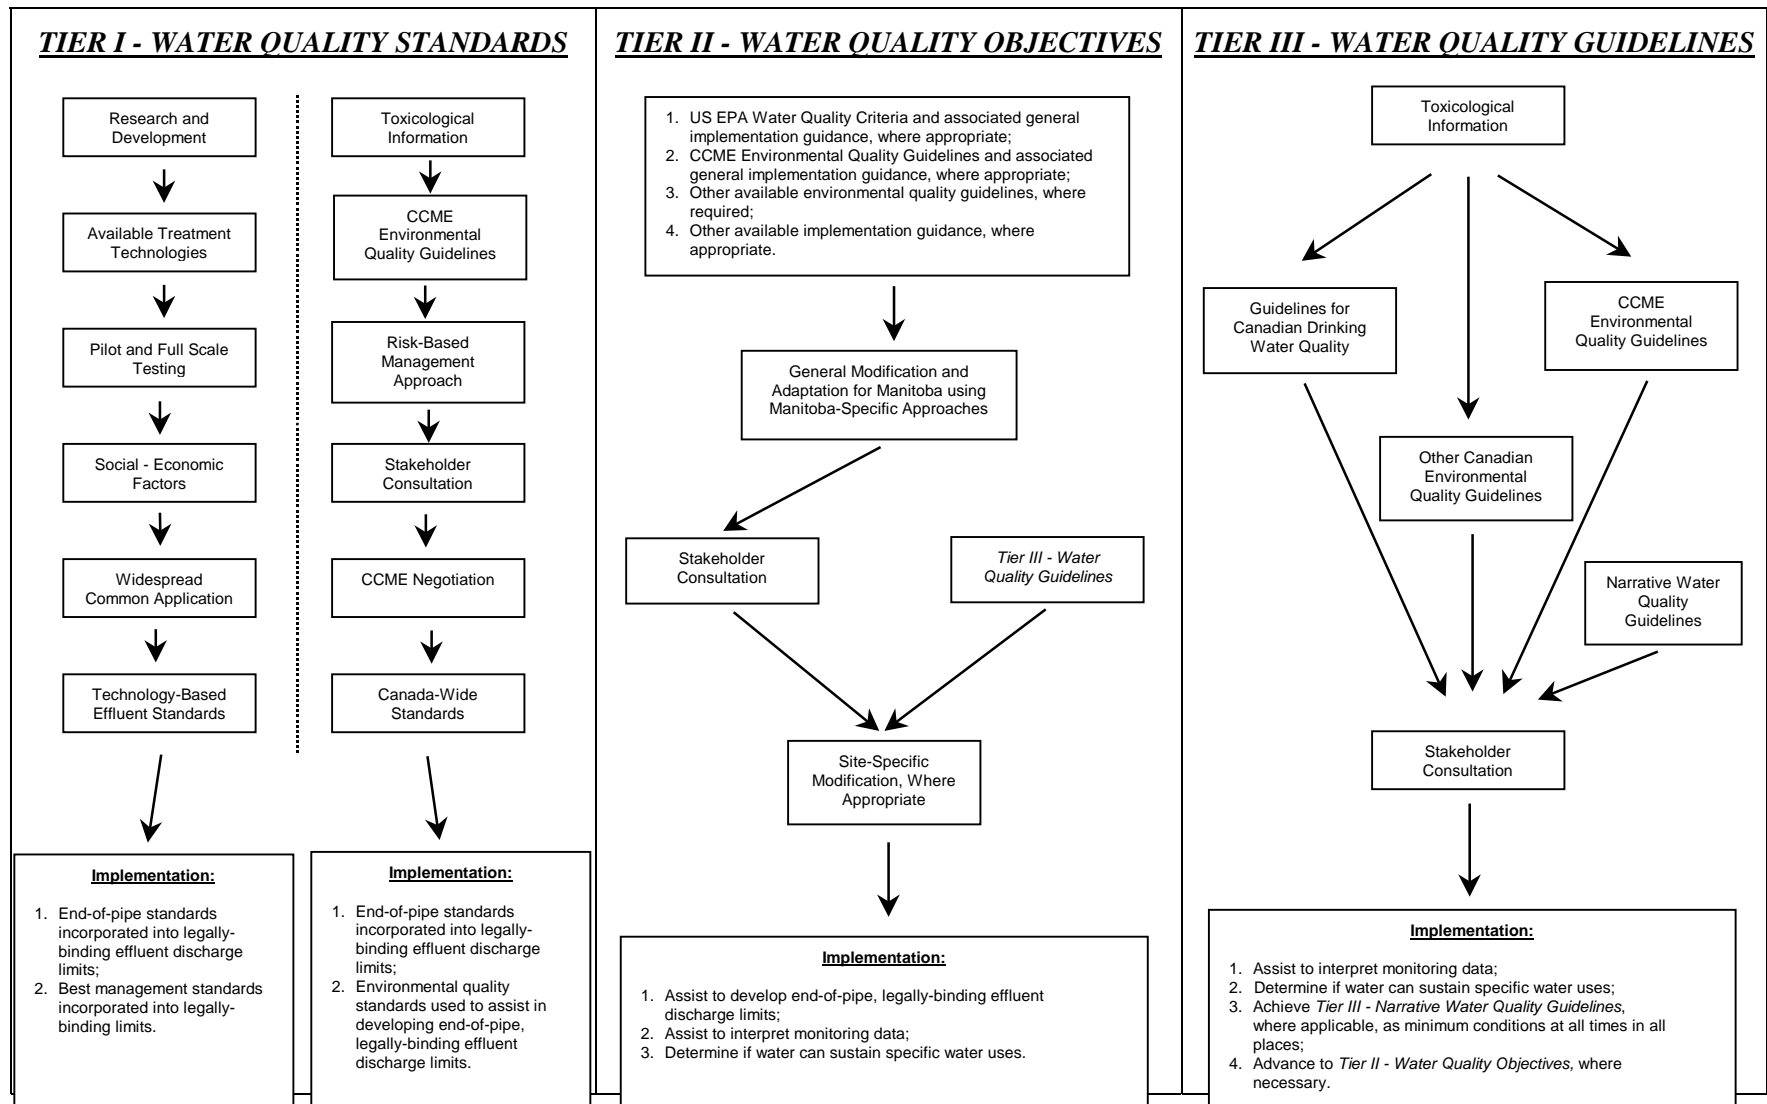 TIER I - WATER QUALITY STANDARDS
Research and
Development
Available Treatment
Technologies
Pilot and Full Scale
Testing
Social - Economic
Factors
Widespread
Common Application
Technology-Based
Effluent Standards
Implementation:
1. End-of-pipe standards
incorporated into legally-
binding effluent discharge
limits;
2. Best management standards
incorporated into legally-
binding limits.
Toxicological
Information
CCME
Environmental
Quality Guidelines
Risk-Based
Management
Approach
Stakeholder
Consultation
CCME Negotiation
Canada-Wide
Standards
Implementation:
1. End-of-pipe standards
incorporated into legally-
binding effluent discharge
limits;
2. Environmental quality
standards used to assist in
developing end-of-pipe,
legally-binding effluent
discharge limits.
TIER II - WATER QUALITY OBJECTIVES
1. US EPA Water Quality Criteria and associated general
implementation guidance, where appropriate;
2. CCME Environmental Quality Guidelines and associated
general implementation guidance, where appropriate;
3. Other available environmental quality guidelines, where
required;
4. Other available implementation guidance, where
appropriate.
General Modification and
Adaptation for Manitoba using
Manitoba-Specific Approaches
Stakeholder
Consultation
Tier III - Water
Quality Guidelines
Site-Specific
Modification, Where
Appropriate
Implementation:
1. Assist to develop end-of-pipe, legally-binding effluent
discharge limits;
2. Assist to interpret monitoring data;
3. Determine if water can sustain specific water uses.
TIER III - WATER QUALITY GUIDELINES
Toxicological
Information
Guidelines for
Canadian Drinking
Water Quality
CCME
Environmental
Quality Guidelines
Other Canadian
Environmental
Quality Guidelines
Narrative Water
Quality
Guidelines
Stakeholder
Consultation
Implementation:
1. Assist to interpret monitoring data;
2. Determine if water can sustain specific water uses;
3. Achieve Tier III - Narrative Water Quality Guidelines,
where applicable, as minimum conditions at all times in all
places;
4. Advance to Tier II - Water Quality Objectives, where
necessary.